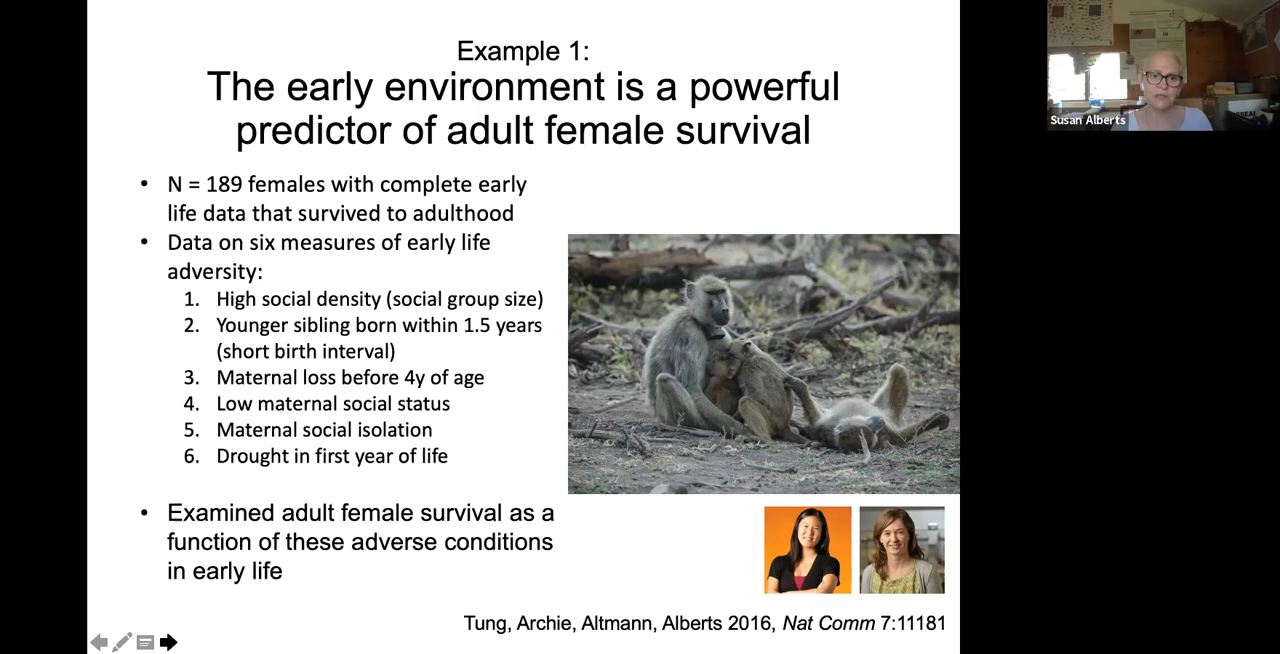 Example 1:
The early environment is a powerful
predictor of adult female survival
• N = 189 females with complete early
life data that survived to adulthood
• Data on six measures of early life
adversity:
1. High social density (social group size)
2. Younger sibling born within 1.5 years
(short birth interval)
3. Maternal loss before 4y of age
4. Low maternal social status
5. Maternal social isolation
6. Drought in first year of life
• Examined adult female survival as a
function of these adverse conditions
in early life
Tung, Archie, Altmann, Alberts 2016, Nat Comm 7:11181
Susan Alberts